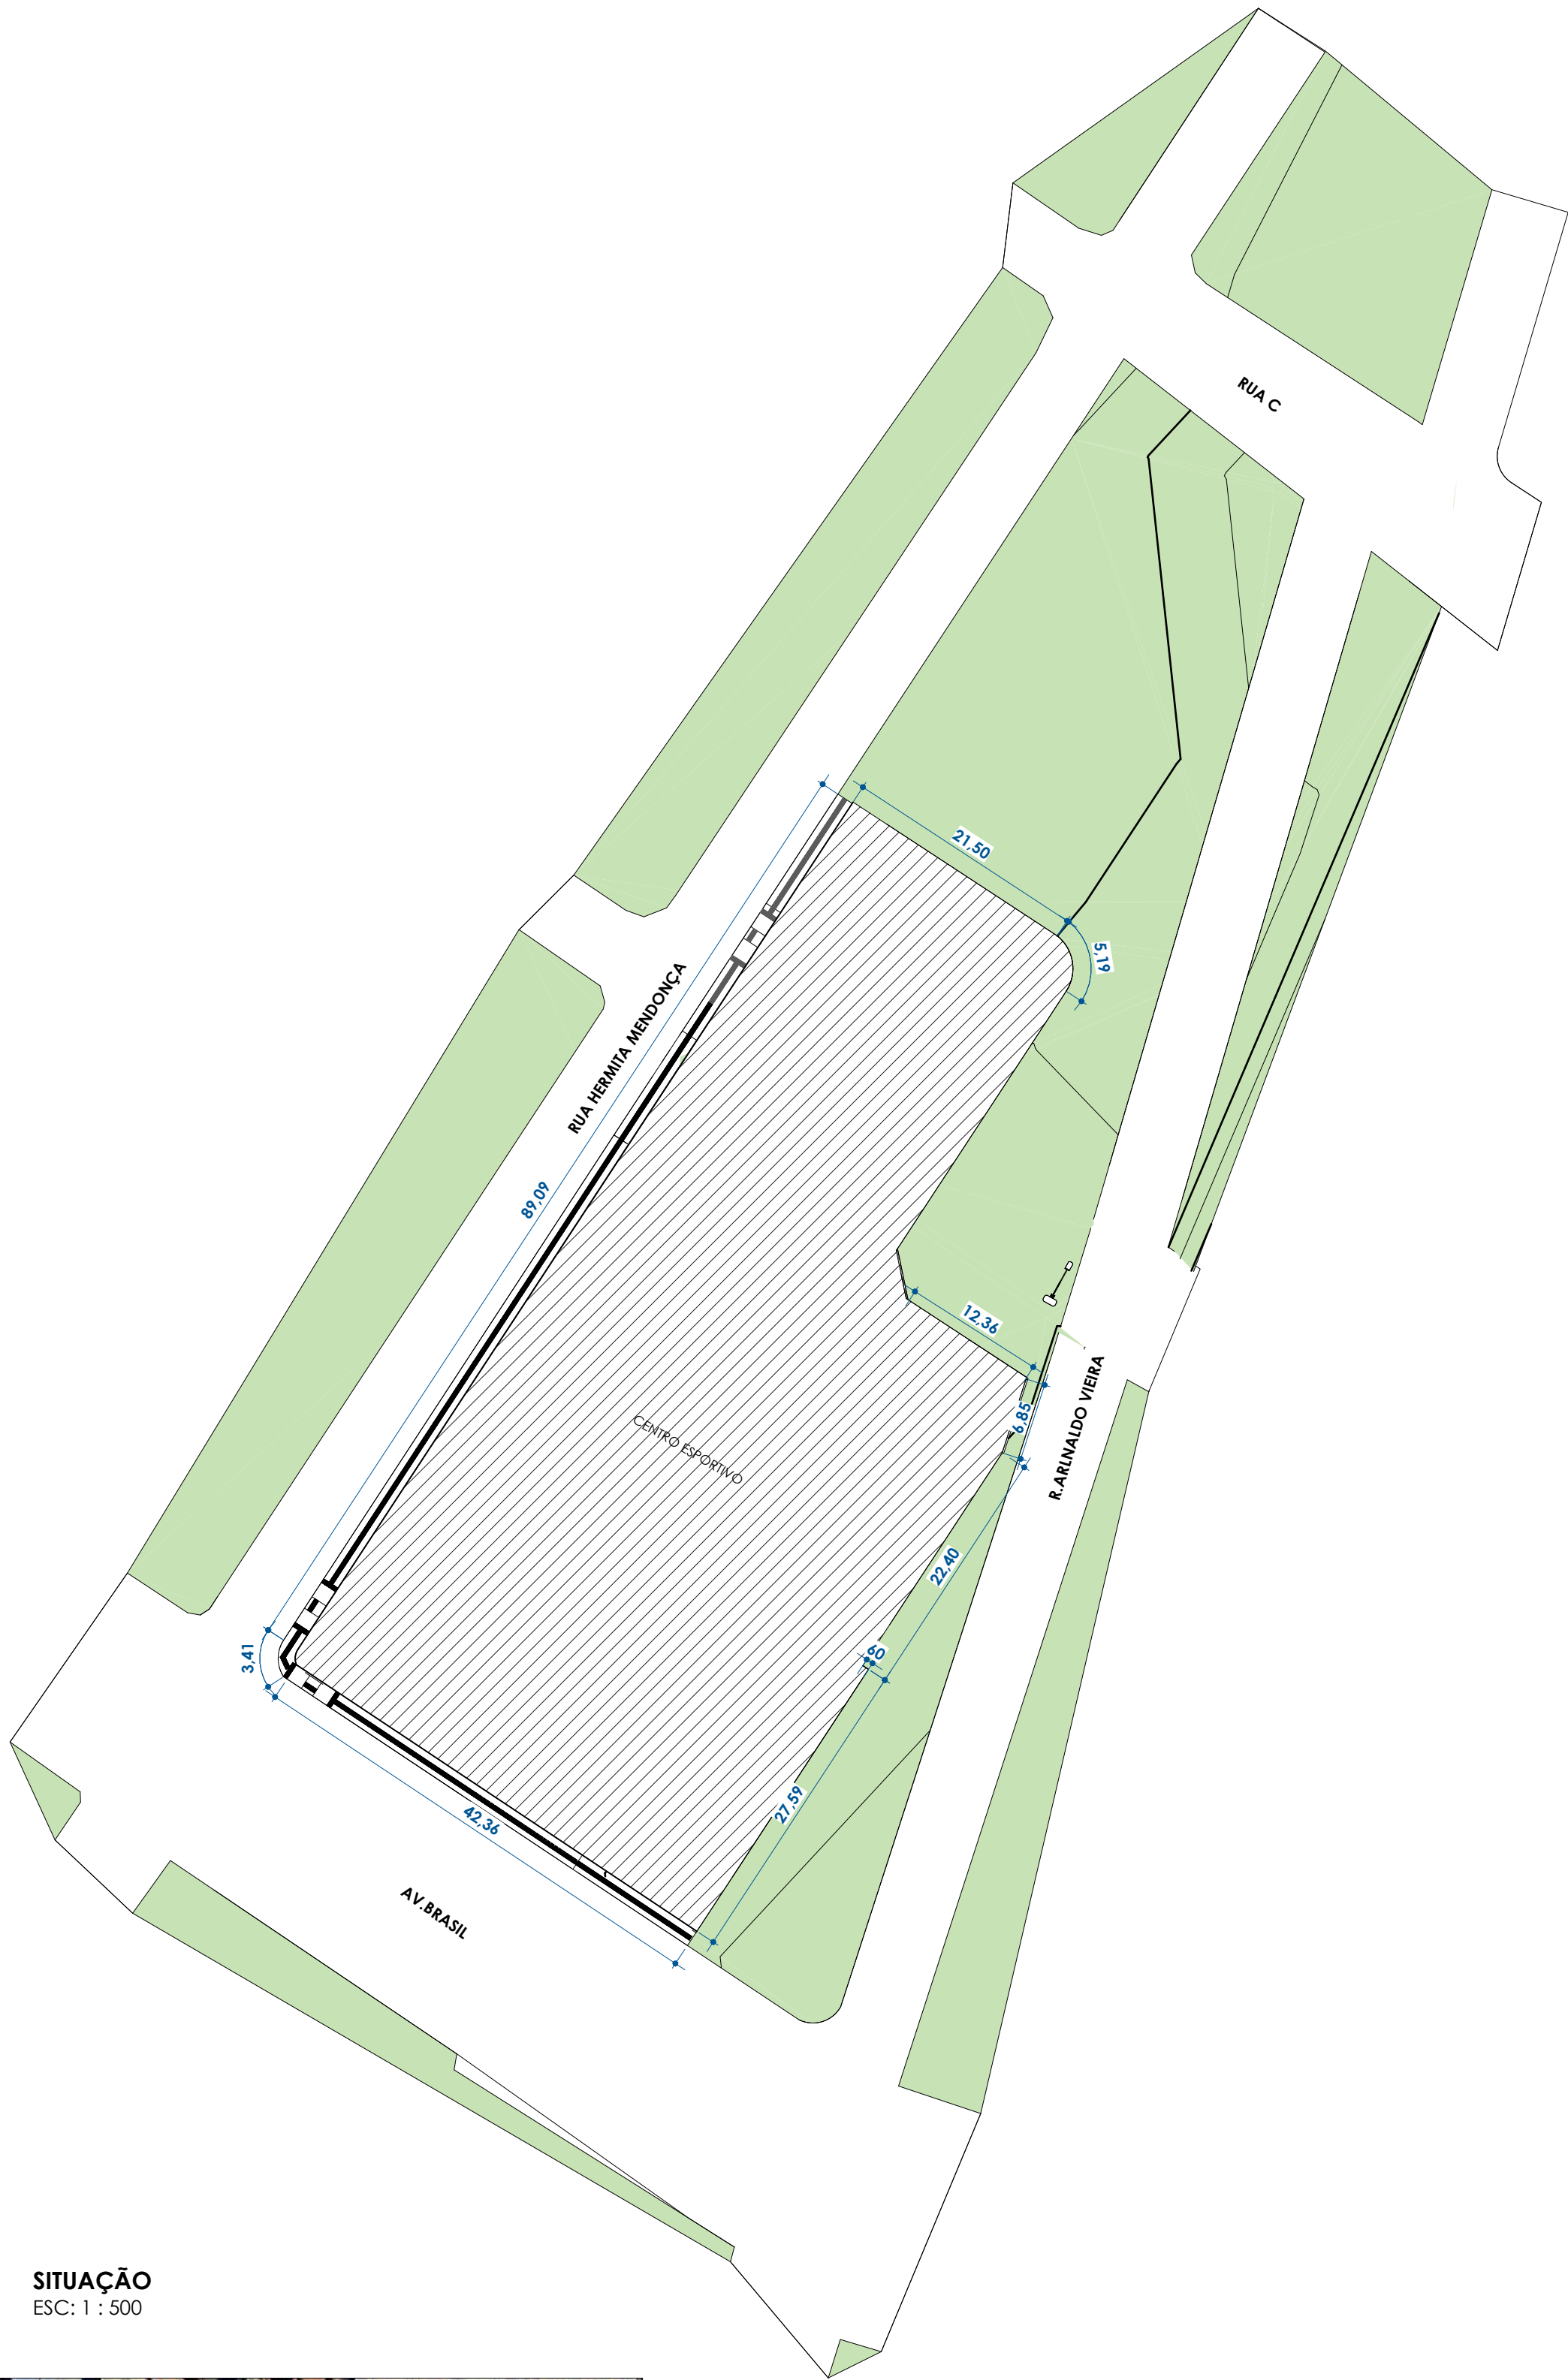 RUA C
21,50
5,19
RUA HERMITA MENDONÇA
89,09
12,36
6,85
R.ARLNALDO VIEIRA
CENTRO ESPORTIVO
22,40
60
3,41
27,59
42,36
AV.BRASIL
SITUAÇÃO
ESC: 1 : 500